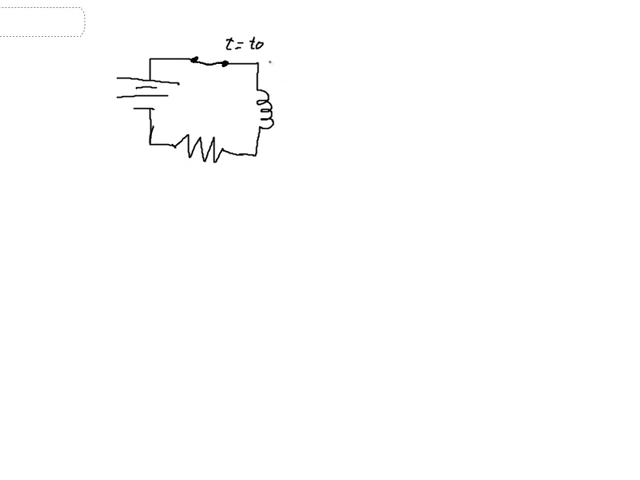 t = to